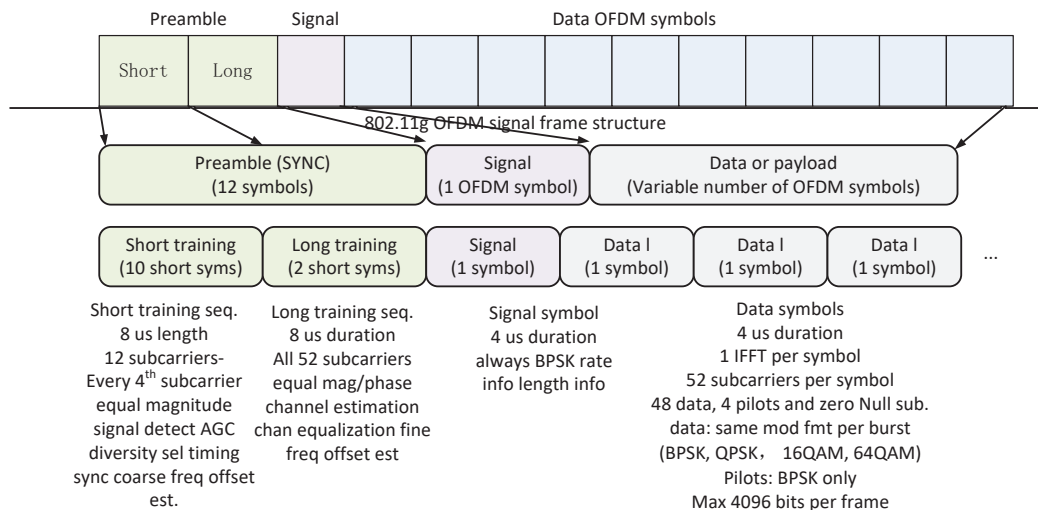 Preamble
Signal
Data OFDM symbols
Short
Long
802.11g OFDM signal frame structure
Preamble (SYNC)
(12 symbols)
Signal
(1 OFDM symbol)
Data or payload
(Variable number of OFDM symbols)
Short training
(10 short syms)
Long training
(2 short syms)
Signal
(1 symbol)
Data l
(1 symbol)
Data l
(1 symbol)
Data l
(1 symbol)
...
Short training seq.
8 us length
12 subcarriers-
Every 4th subcarrier
equal magnitude
signal detect AGC
diversity sel timing
sync coarse freq offset
est.
Long training seq.
8 us duration
All 52 subcarriers
equal mag/phase
channel estimation
chan equalization fine
freq offset est
Signal symbol
4 us duration
always BPSK rate
info length info
Data symbols
4 us duration
1 IFFT per symbol
52 subcarriers per symbol
48 data, 4 pilots and zero Null sub.
data: same mod fmt per burst
(BPSK, QPSK， 16QAM, 64QAM)
Pilots: BPSK only
Max 4096 bits per frame